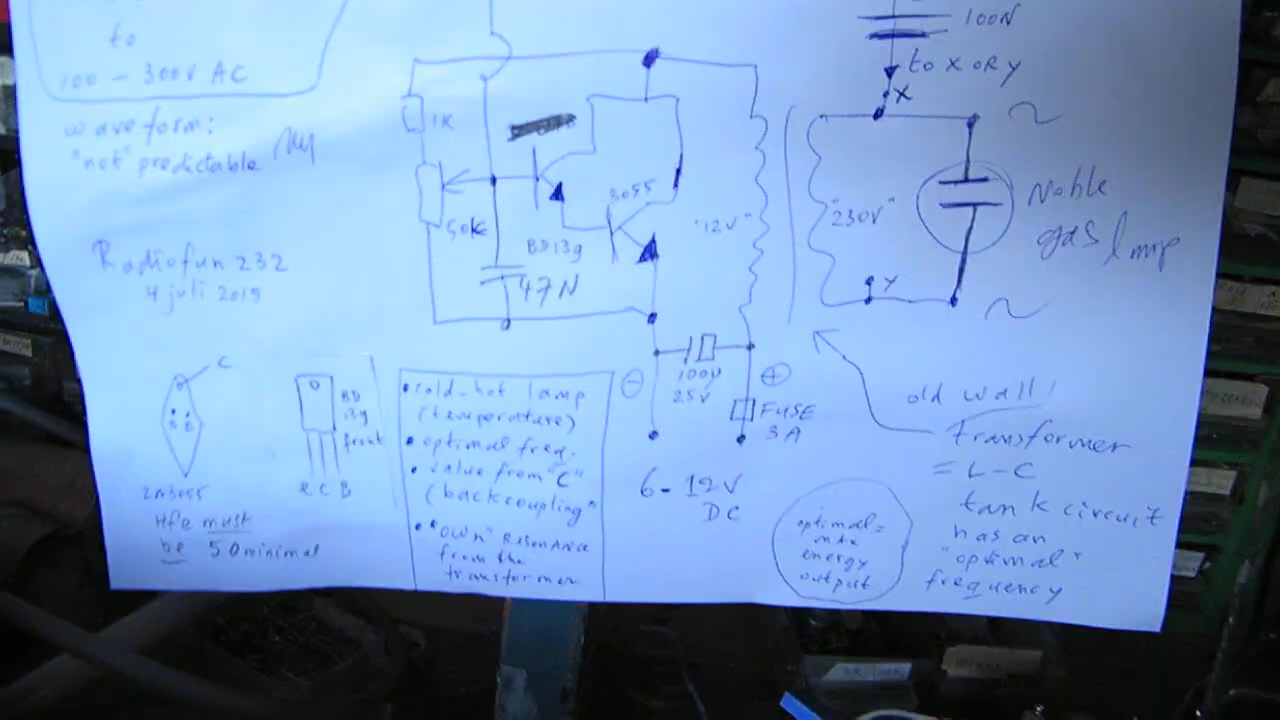 to
100 - 300V AC
waveform:
"not" predictable
Radiofun 232
4 juli 2015
100N
to X OR Y
X
1K
50K
3055
BD139
47N
"12V"
"230V"
Y
Noble
gas lamp
C
2N3055
Hfe must
be 50 minimal
BD
139
front
E C B
• cold-hot lamp
(temperature)
• optimal freq.
• value from "C"
(backcoupling)"
• "own" Resonance
from the
transformer
-
100µ
25V
+
FUSE
3A
6-12V
DC
optimal=
max
energy
output
old wall!
transformer
= L-C
tank circuit
has an
"optimal"
frequency